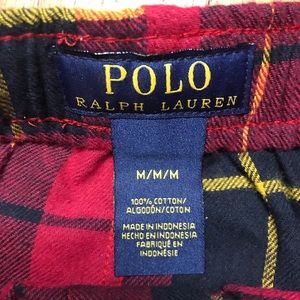 POLO
RALPH LAUREN
M/M/M
100% COTTON/
ALGODÓN/COTON
MADE IN INDONESIA
HECHO EN INDONESIA
FABRIQUÉ EN
INDONÉSIE